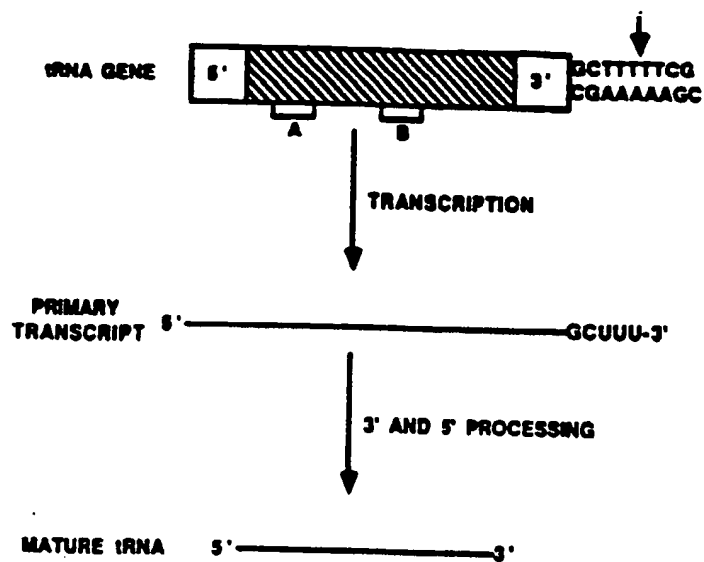 i
tRNA GENE 5' 3' GCTTTTTCG
CGAAAAAGC
A B
TRANSCRIPTION
PRIMARY
TRANSCRIPT 5' GCUUU-3'
3' AND 5' PROCESSING
MATURE tRNA 5' 3'